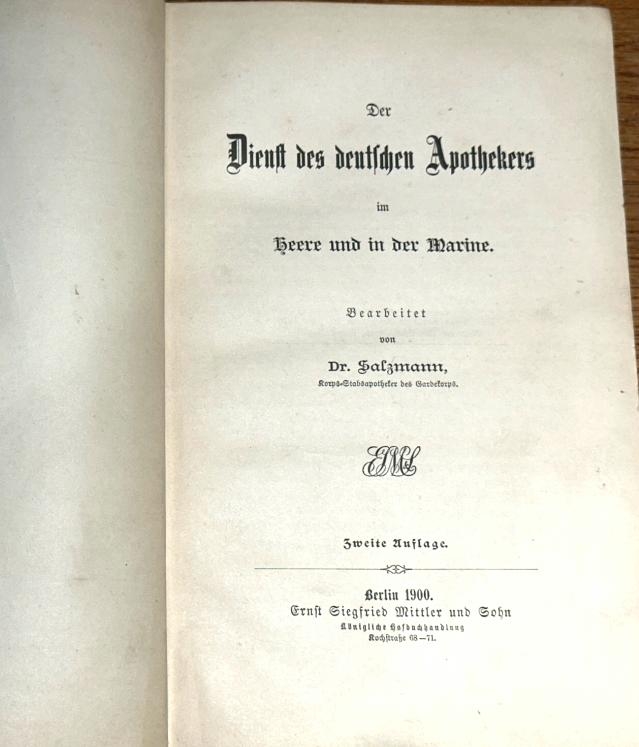 Der
Dienst des deutschen Apothekers
im
Heere und in der Marine.
Bearbeitet
von
Dr. Salzmann,
Korps-Stabsapotheker des Gardekorps.
Zweite Auflage.
Berlin 1900.
Ernst Siegfried Mittler und Sohn
Königliche Hofbuchhandlung
Kochstraße 68—71.